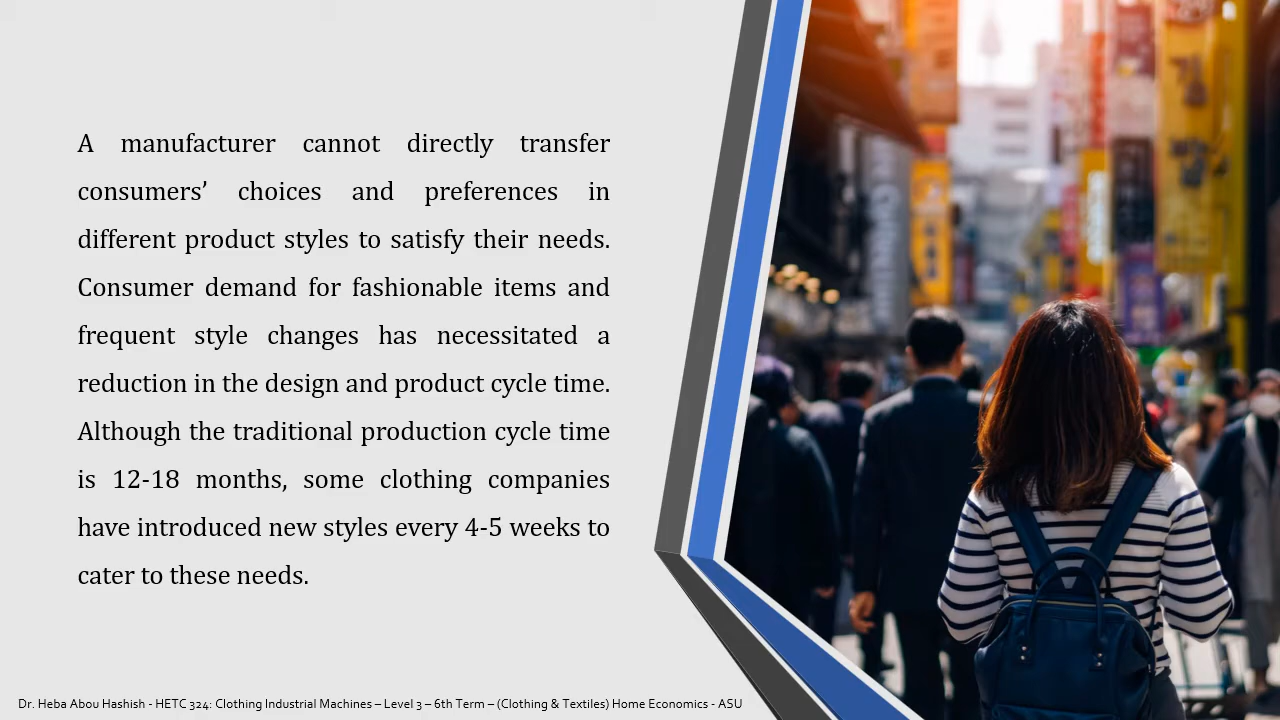 A manufacturer cannot directly transfer
consumers’ choices and preferences in
different product styles to satisfy their needs.
Consumer demand for fashionable items and
frequent style changes has necessitated a
reduction in the design and product cycle time.
Although the traditional production cycle time
is 12-18 months, some clothing companies
have introduced new styles every 4-5 weeks to
cater to these needs.
Dr. Heba Abou Hashish - HETC 324: Clothing Industrial Machines – Level 3 – 6th Term – (Clothing & Textiles) Home Economics - ASU